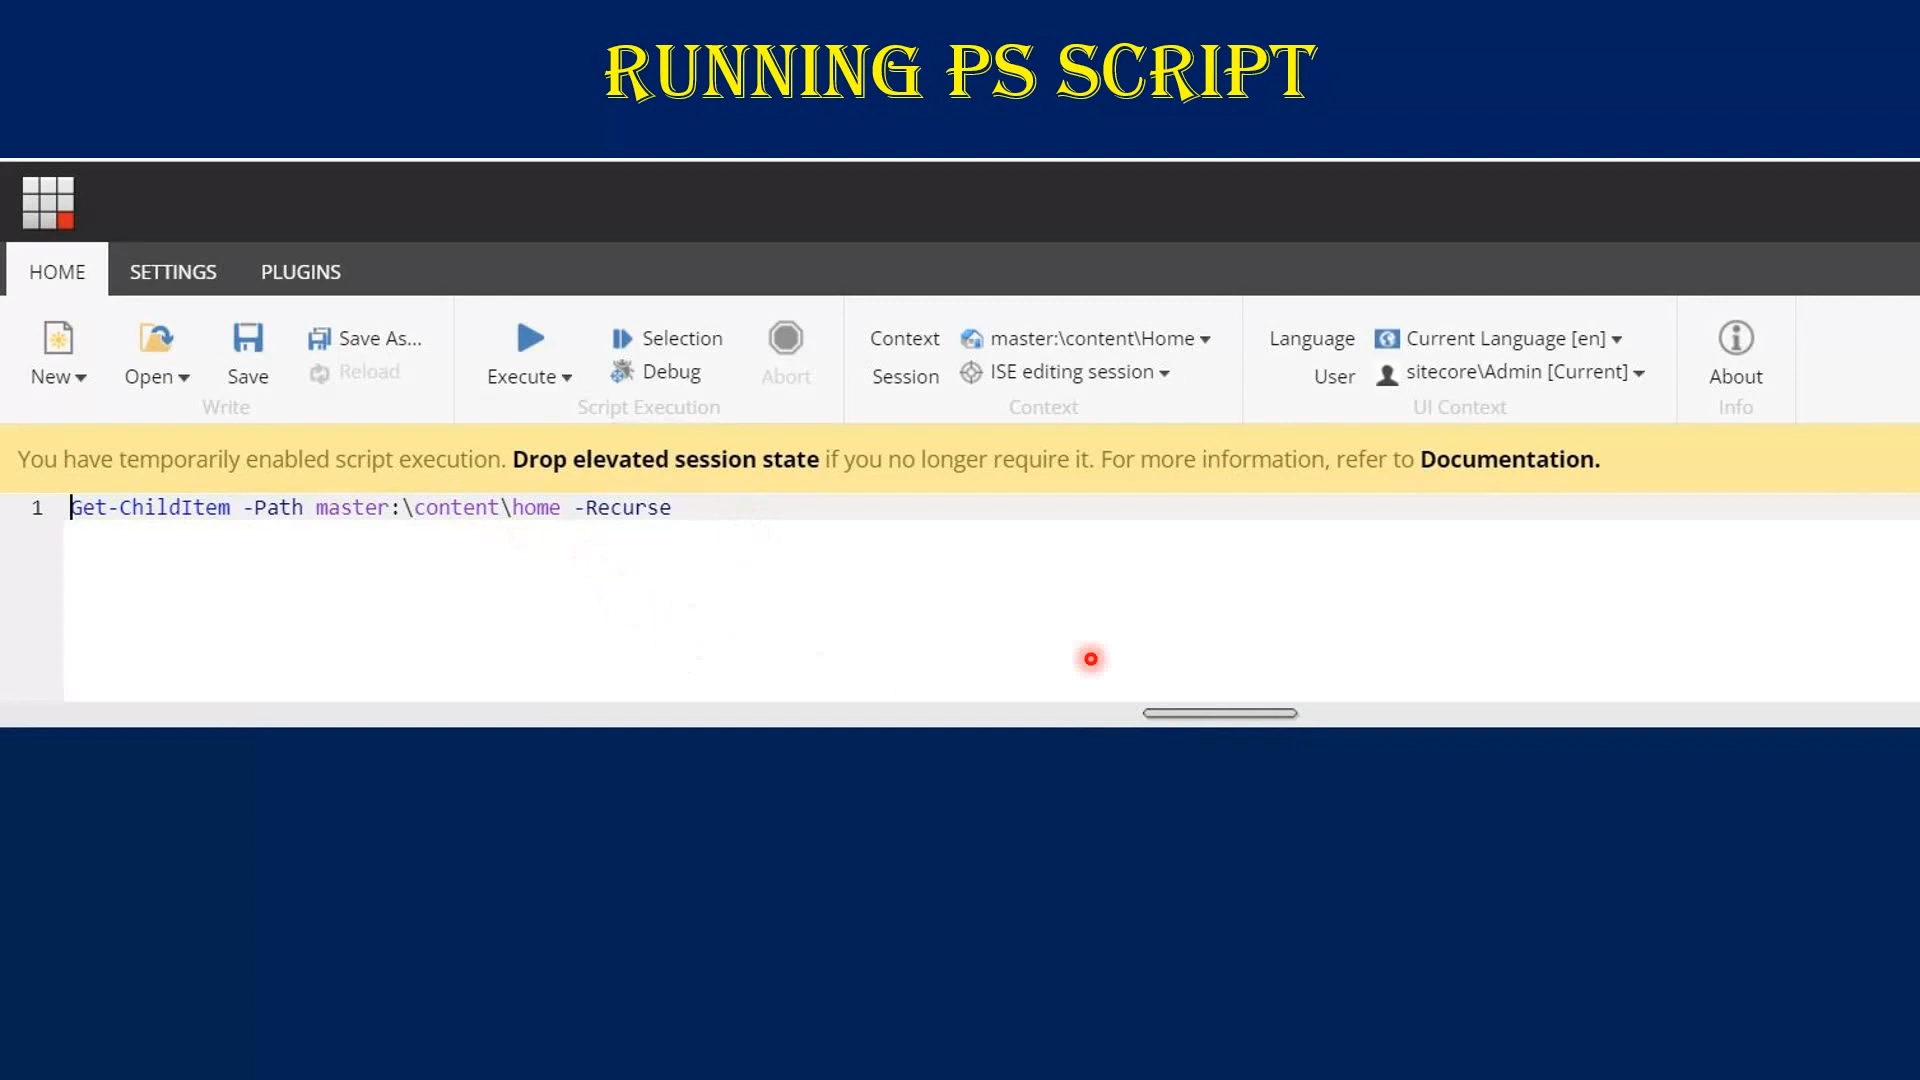 RUNNING PS SCRIPT
HOME SETTINGS PLUGINS
New Open Save Save As... Reload
Write
Execute Selection Debug Abort
Script Execution
Context master:\content\Home
Session ISE editing session
Context
Language Current Language [en]
User sitecore\Admin [Current]
UI Context
About
Info
You have temporarily enabled script execution. Drop elevated session state if you no longer require it. For more information, refer to Documentation.
1 Get-ChildItem -Path master:\content\home -Recurse